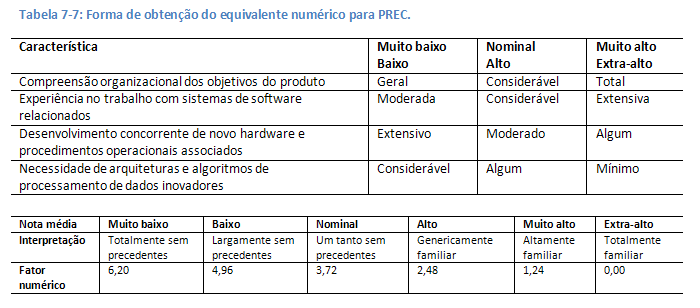 Tabela 7-7: Forma de obtenção do equivalente numérico para PREC.
Característica Muito baixo Nominal Muito alto
Baixo Alto Extra-alto
Compreensão organizacional dos objetivos do produto Geral Considerável Total
Experiência no trabalho com sistemas de software Moderada Considerável Extensiva
relacionados
Desenvolvimento concorrente de novo hardware e Extensivo Moderado Algum
procedimentos operacionais associados
Necessidade de arquiteturas e algoritmos de Considerável Algum Mínimo
processamento de dados inovadores
Nota média Muito baixo Baixo Nominal Alto Muito alto Extra-alto
Interpretação Totalmente sem Largamente sem Um tanto sem Genericamente Altamente Totalmente
precedentes precedentes precedentes familiar familiar familiar
Fator 6,20 4,96 3,72 2,48 1,24 0,00
numérico